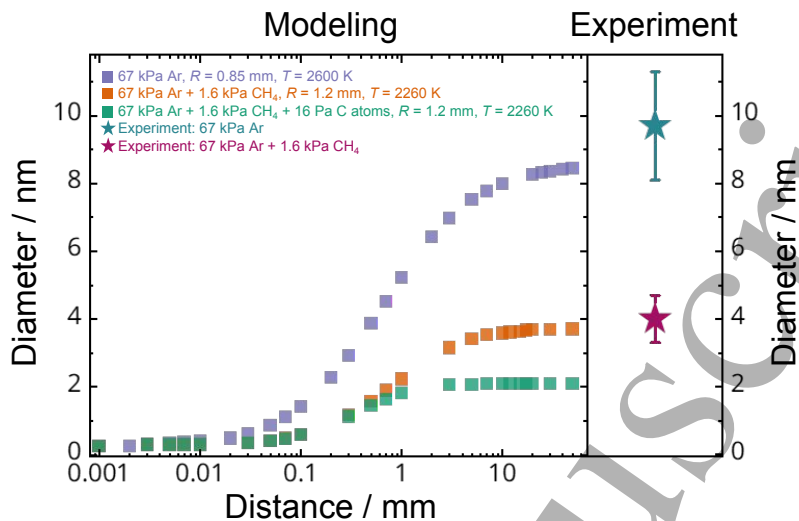 Modeling
Experiment
67 kPa Ar, R = 0.85 mm, T = 2600 K
67 kPa Ar + 1.6 kPa CH₄, R = 1.2 mm, T = 2260 K
67 kPa Ar + 1.6 kPa CH₄ + 16 Pa C atoms, R = 1.2 mm, T = 2260 K
Experiment: 67 kPa Ar
Experiment: 67 kPa Ar + 1.6 kPa CH₄
Diameter / nm
10
8
6
4
2
0
0.001
0.01
0.1
1
10
Distance / mm
10
8
6
4
2
0
Diameter / nm